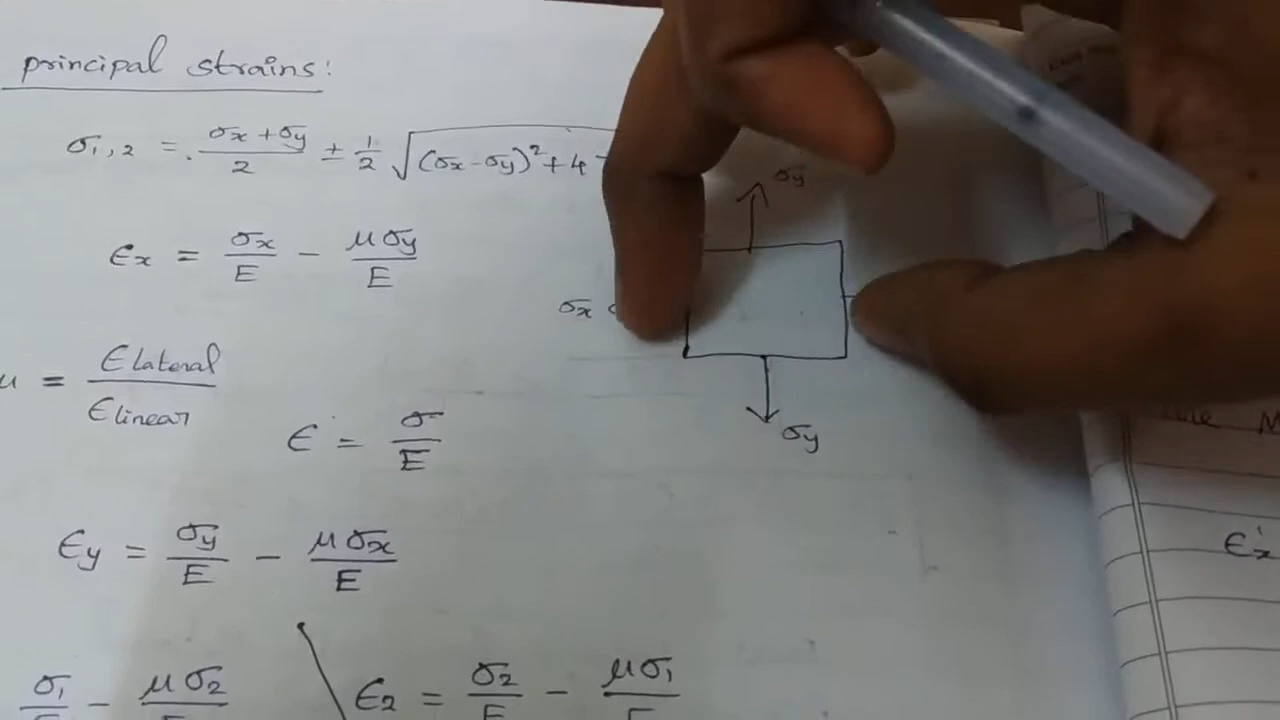 principal strains:
σ1,2 = σx + σy / 2 ± 1/2 √(σx - σy)² + 4
σy
ϵx = σx/E - μσy/E
σx
μ = ϵlateral / ϵlinear
ϵ = σ/E
σy
ϵy = σy/E - μσx/E
ϵ'x
σ1/E - μσ2/E
ϵ2 = σ2/E - μσ1/E